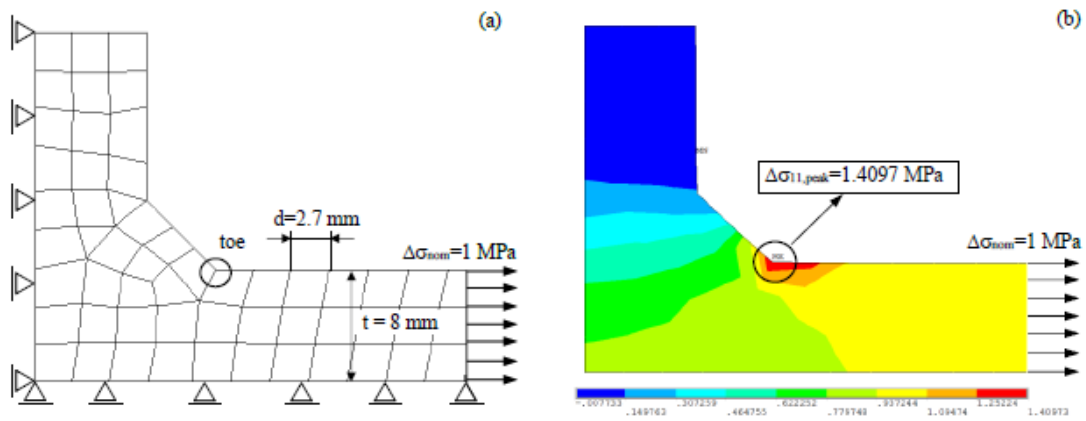 (a)
toe
d=2.7 mm
Δσnom=1 MPa
t = 8 mm
(b)
Δσ11,peak=1.4097 MPa
Δσnom=1 MPa
-.007733
.149763
.307259
.464755
.622252
.779748
.937244
1.09474
1.25224
1.40973